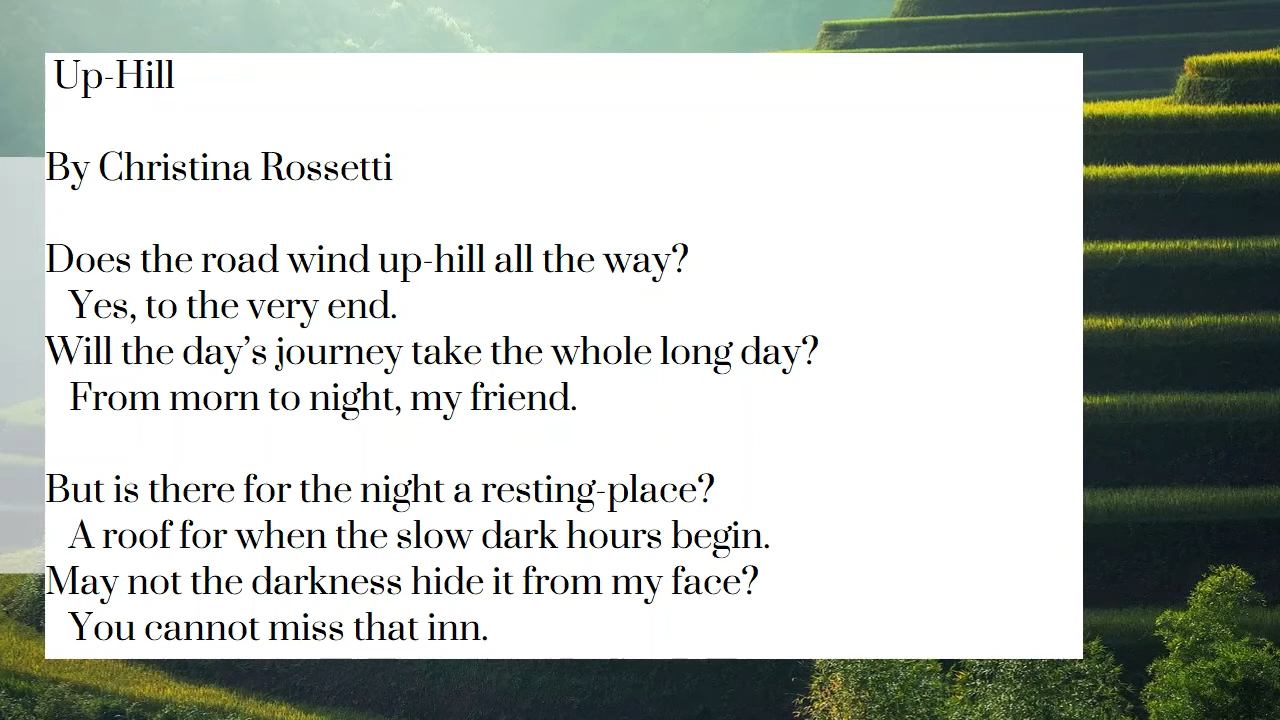 Up-Hill
By Christina Rossetti
Does the road wind up-hill all the way?
Yes, to the very end.
Will the day’s journey take the whole long day?
From morn to night, my friend.
But is there for the night a resting-place?
A roof for when the slow dark hours begin.
May not the darkness hide it from my face?
You cannot miss that inn.